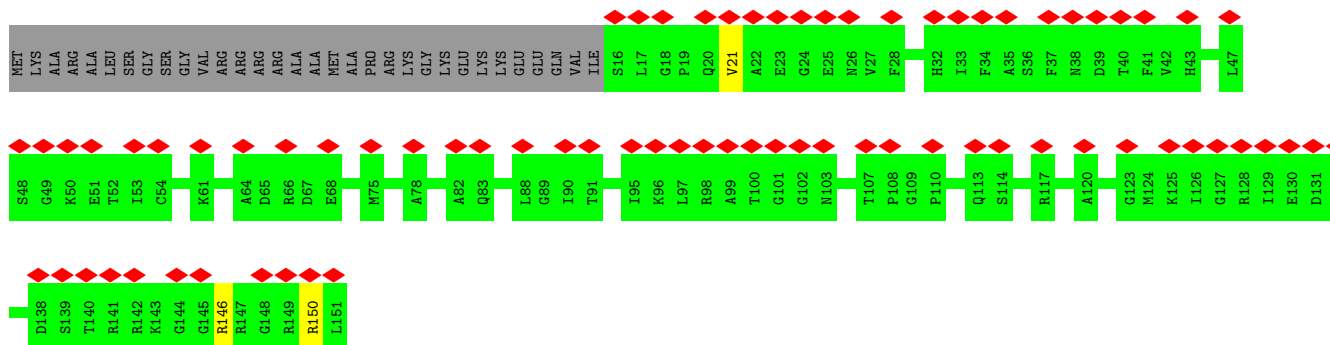 MET LYS ALA ARG ALA LEU SER GLY SER GLY VAL ARG ARG ARG ARG ALA ALA MET ALA PRO ARG LYS GLY LYS GLU LYS LYS GLU GLU GLN VAL ILE S16 L17 G18 P19 Q20 V21 A22 E23 G24 E25 N26 V27 F28 H32 I33 F34 A35 S36 F37 N38 D39 T40 F41 V42 H43 L47
S48 G49 K50 E51 T52 I53 C54 K61 A64 D65 R66 D67 E68 M75 A78 A82 Q83 L88 G89 I90 T91 I95 K96 L97 R98 A99 T100 G101 G102 N103 T107 P108 G109 P110 Q113 S114 R117 A120 G123 M124 K125 I126 G127 R128 I129 E130 D131
D138 S139 T140 R141 R142 K143 G144 G145 R146 R147 G148 R149 R150 L151